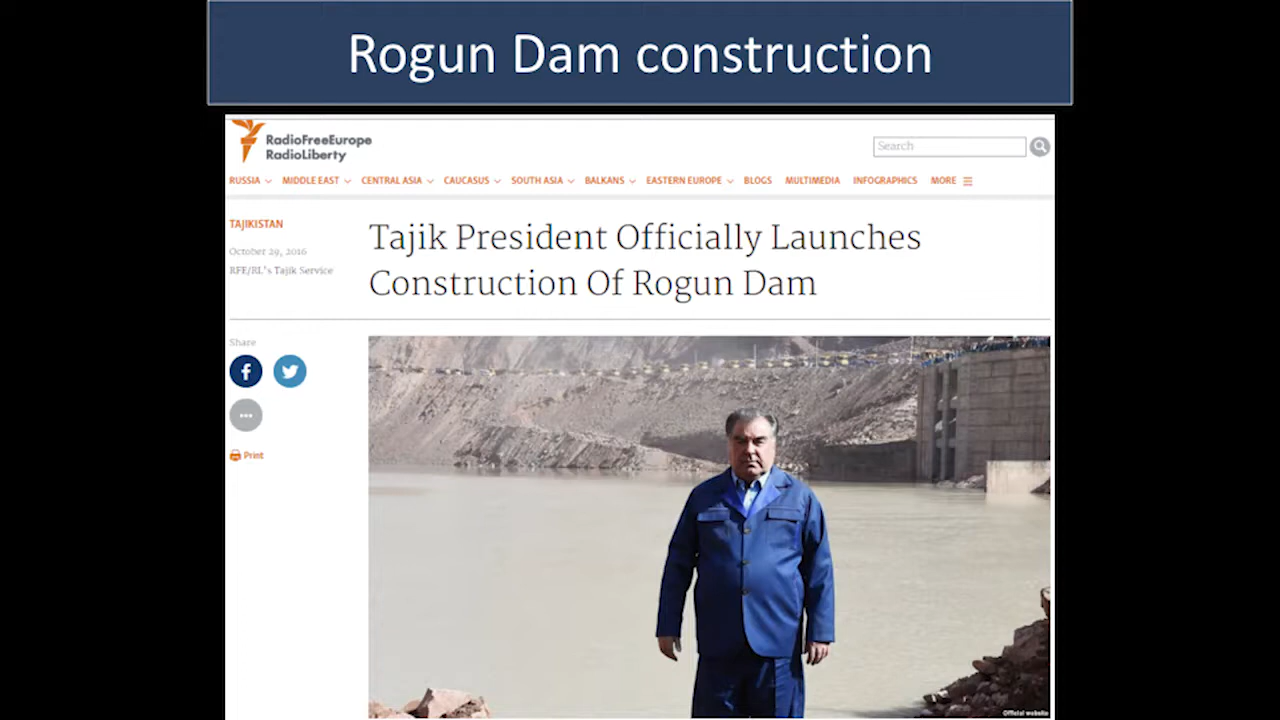 Rogun Dam construction
RadioFreeEurope
RadioLiberty
Search
RUSSIA MIDDLE EAST CENTRAL ASIA CAUCASUS SOUTH ASIA BALKANS EASTERN EUROPE BLOGS MULTIMEDIA INFOGRAPHICS MORE
TAJIKISTAN
October 29, 2016
RFE/RL's Tajik Service
Tajik President Officially Launches
Construction Of Rogun Dam
Share
Print
Official website